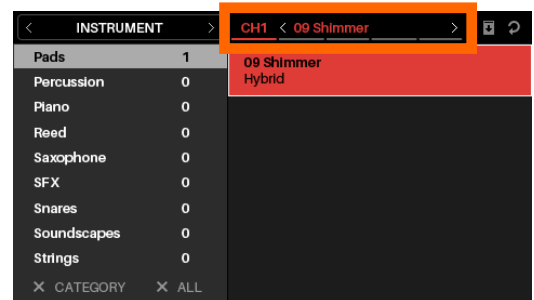 < INSTRUMENT >
CH1 < 09 Shimmer >
Pads 1
Percussion 0
Piano 0
Reed 0
Saxophone 0
SFX 0
Snares 0
Soundscapes 0
Strings 0
X CATEGORY X ALL
09 Shimmer
Hybrid